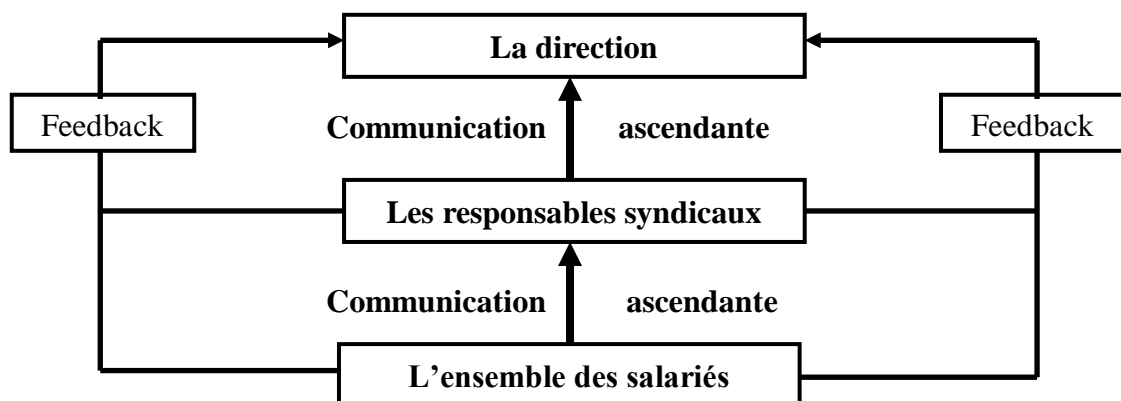 La direction
Feedback
Communication ascendante
Feedback
Les responsables syndicaux
Communication ascendante
L’ensemble des salariés